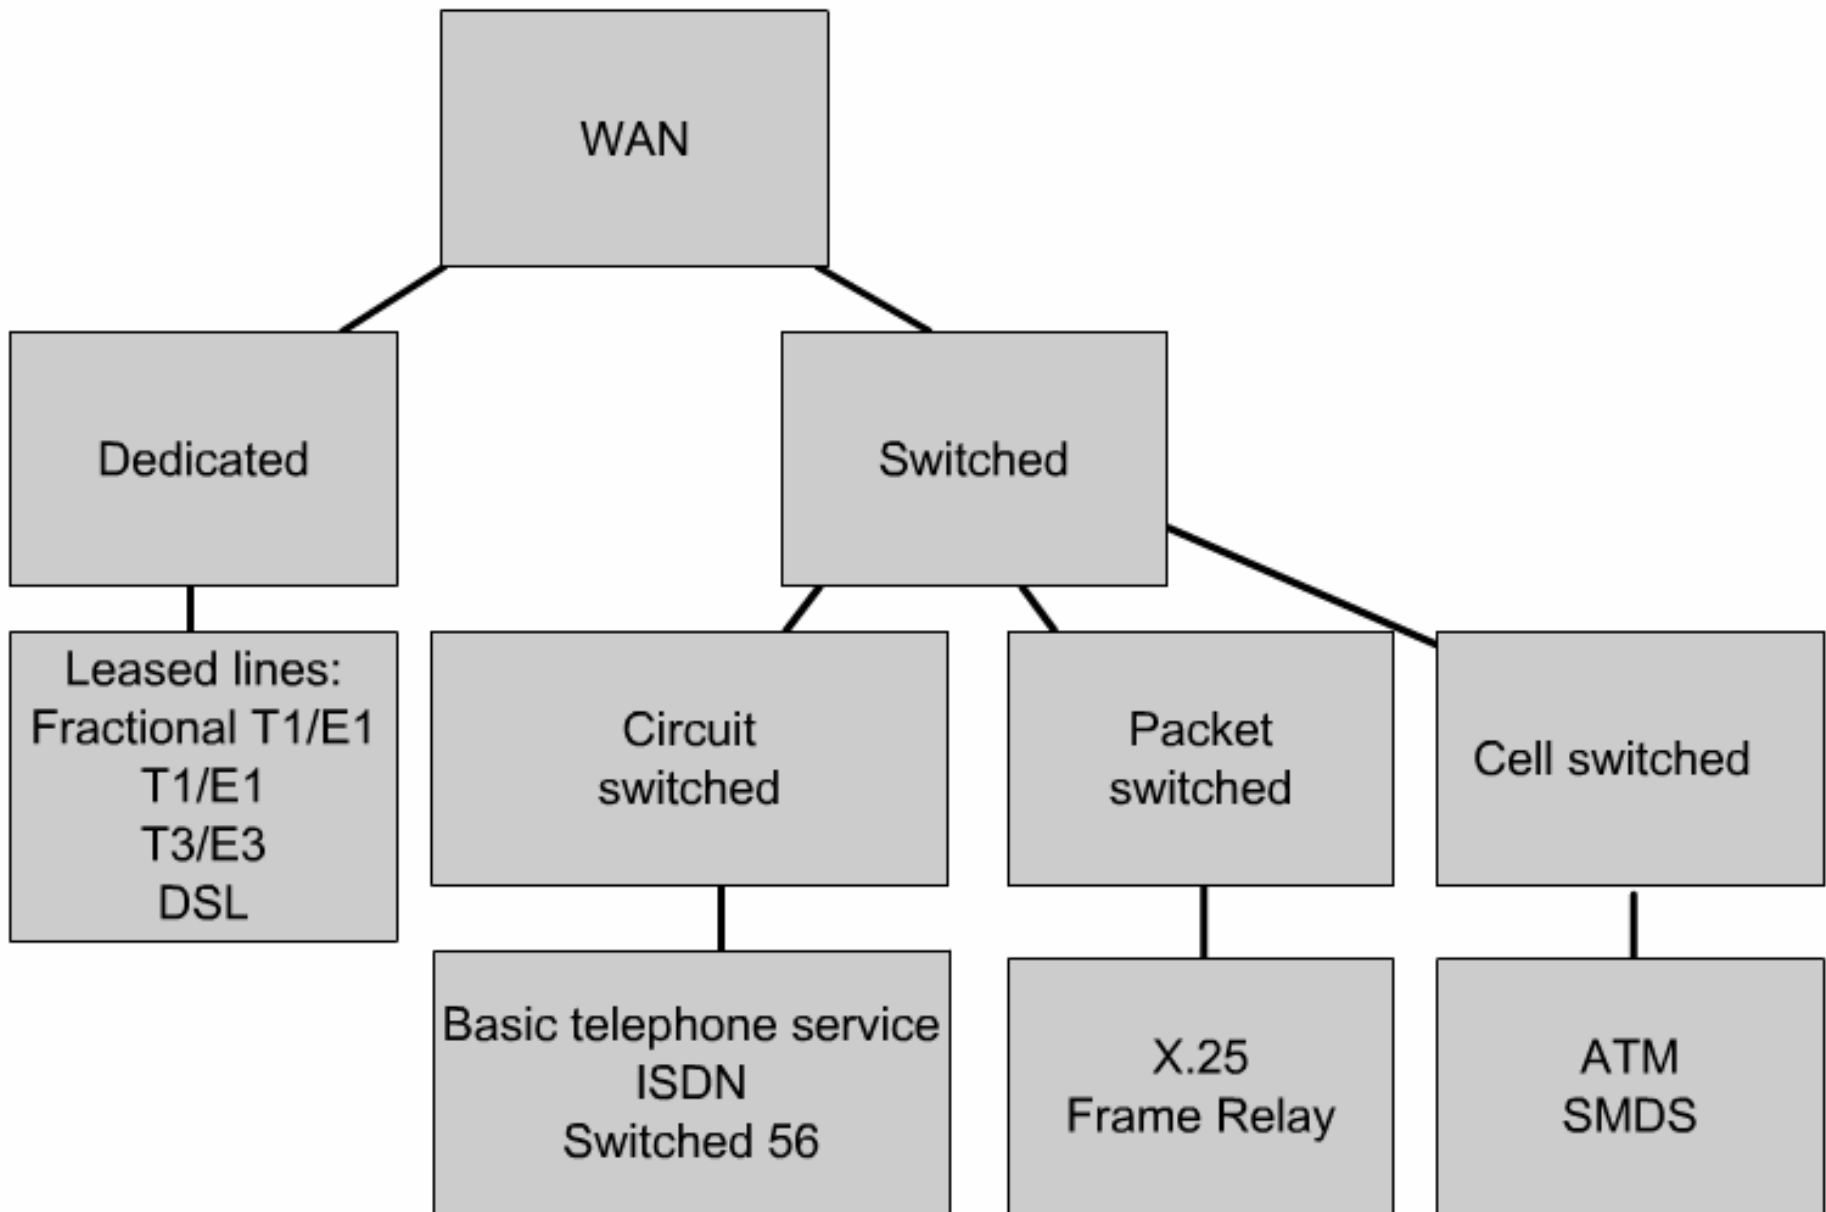 WAN
Dedicated
Switched
Leased lines:
Fractional T1/E1
T1/E1
T3/E3
DSL
Circuit
switched
Packet
switched
Cell switched
Basic telephone service
ISDN
Switched 56
X.25
Frame Relay
ATM
SMDS